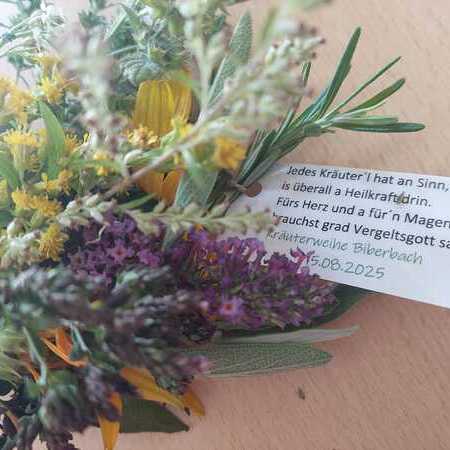 Jedes Kräuter´l hat an Sinn,
is überall a Heilkraft drin.
Fürs Herz und a für´n Magen
brauchst grad Vergeltsgott
Kräuterweihe Biberbach
15.08.2025